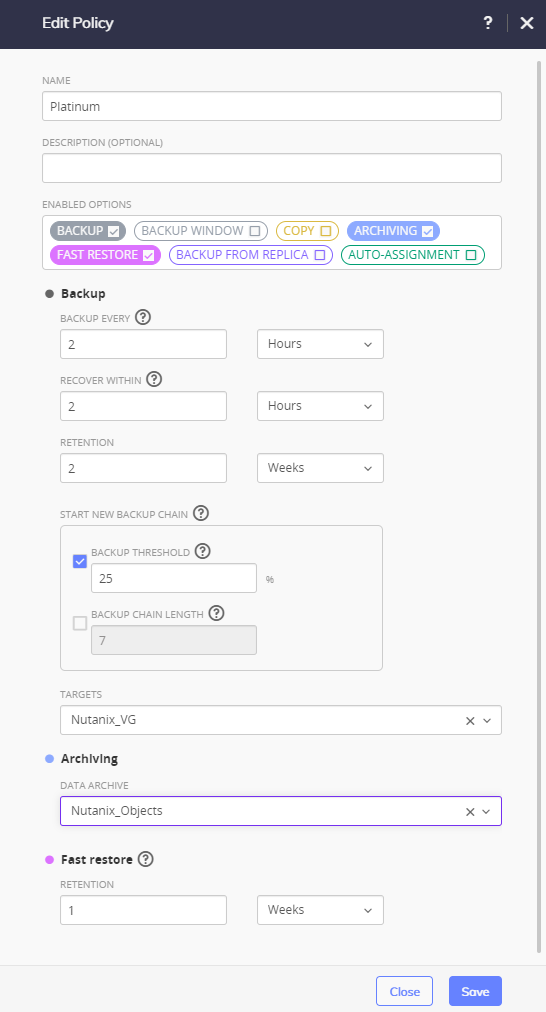 Edit Policy ? ×
NAME
Platinum
DESCRIPTION (OPTIONAL)
ENABLED OPTIONS
BACKUP BACKUP WINDOW COPY ARCHIVING
FAST RESTORE BACKUP FROM REPLICA AUTO-ASSIGNMENT
Backup
BACKUP EVERY ?
2 Hours
RECOVER WITHIN ?
2 Hours
RETENTION
2 Weeks
START NEW BACKUP CHAIN ?
BACKUP THRESHOLD ?
25 %
BACKUP CHAIN LENGTH ?
7
TARGETS
Nutanix_VG ×
Archiving
DATA ARCHIVE
Nutanix_Objects ×
Fast restore ?
RETENTION
1 Weeks
Close Save